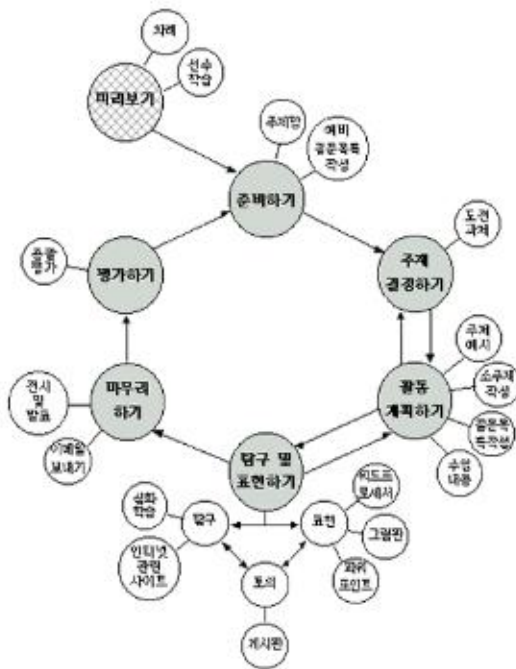 차례
선수
학습
미리보기
주제망
예비
질문목록
작성
준비하기
도전
과제
주제
결정하기
총괄
평가
평가하기
주제
예시
소주제
작성
활동
계획하기
질문목
록작성
수업
내용
전시
및
발표
마무리
하기
이메일
보내기
탐구 및
표현하기
심화
학습
탐구
표현
워드프
로세서
그림판
인터넷
관련
사이트
파워
포인트
토의
게시판